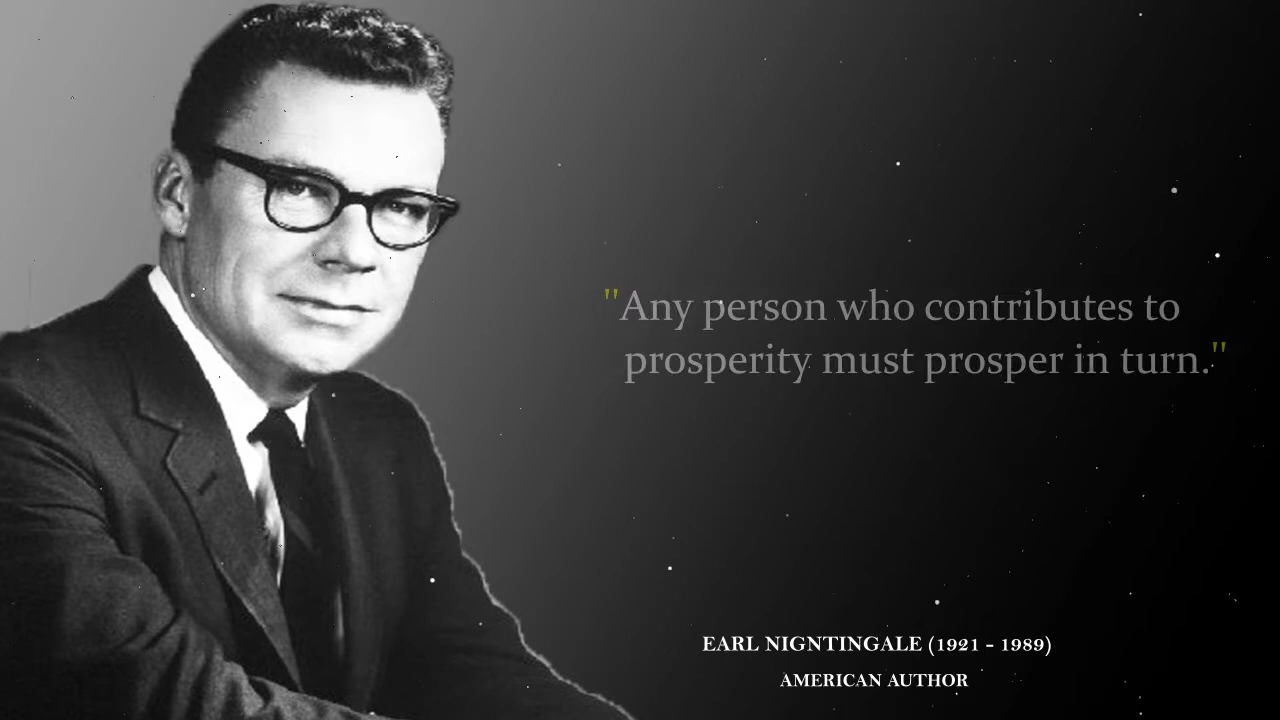 "Any person who contributes to
prosperity must prosper in turn."
EARL NIGNTINGALE (1921 - 1989)
AMERICAN AUTHOR